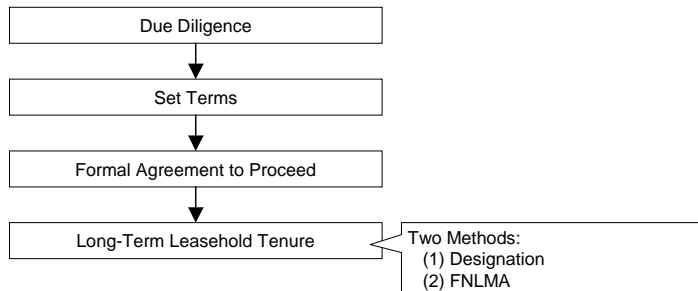 Due Diligence
Set Terms
Formal Agreement to Proceed
Long-Term Leasehold Tenure
Two Methods:
(1) Designation
(2) FNLMA